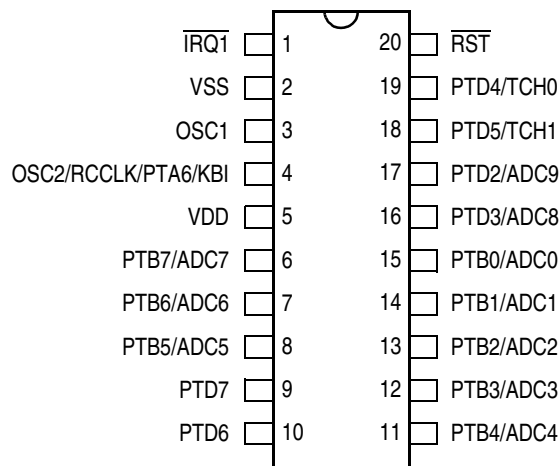 IRQ1 1 20 RST
VSS 2 19 PTD4/TCH0
OSC1 3 18 PTD5/TCH1
OSC2/RCCLK/PTA6/KBI 4 17 PTD2/ADC9
VDD 5 16 PTD3/ADC8
PTB7/ADC7 6 15 PTB0/ADC0
PTB6/ADC6 7 14 PTB1/ADC1
PTB5/ADC5 8 13 PTB2/ADC2
PTD7 9 12 PTB3/ADC3
PTD6 10 11 PTB4/ADC4